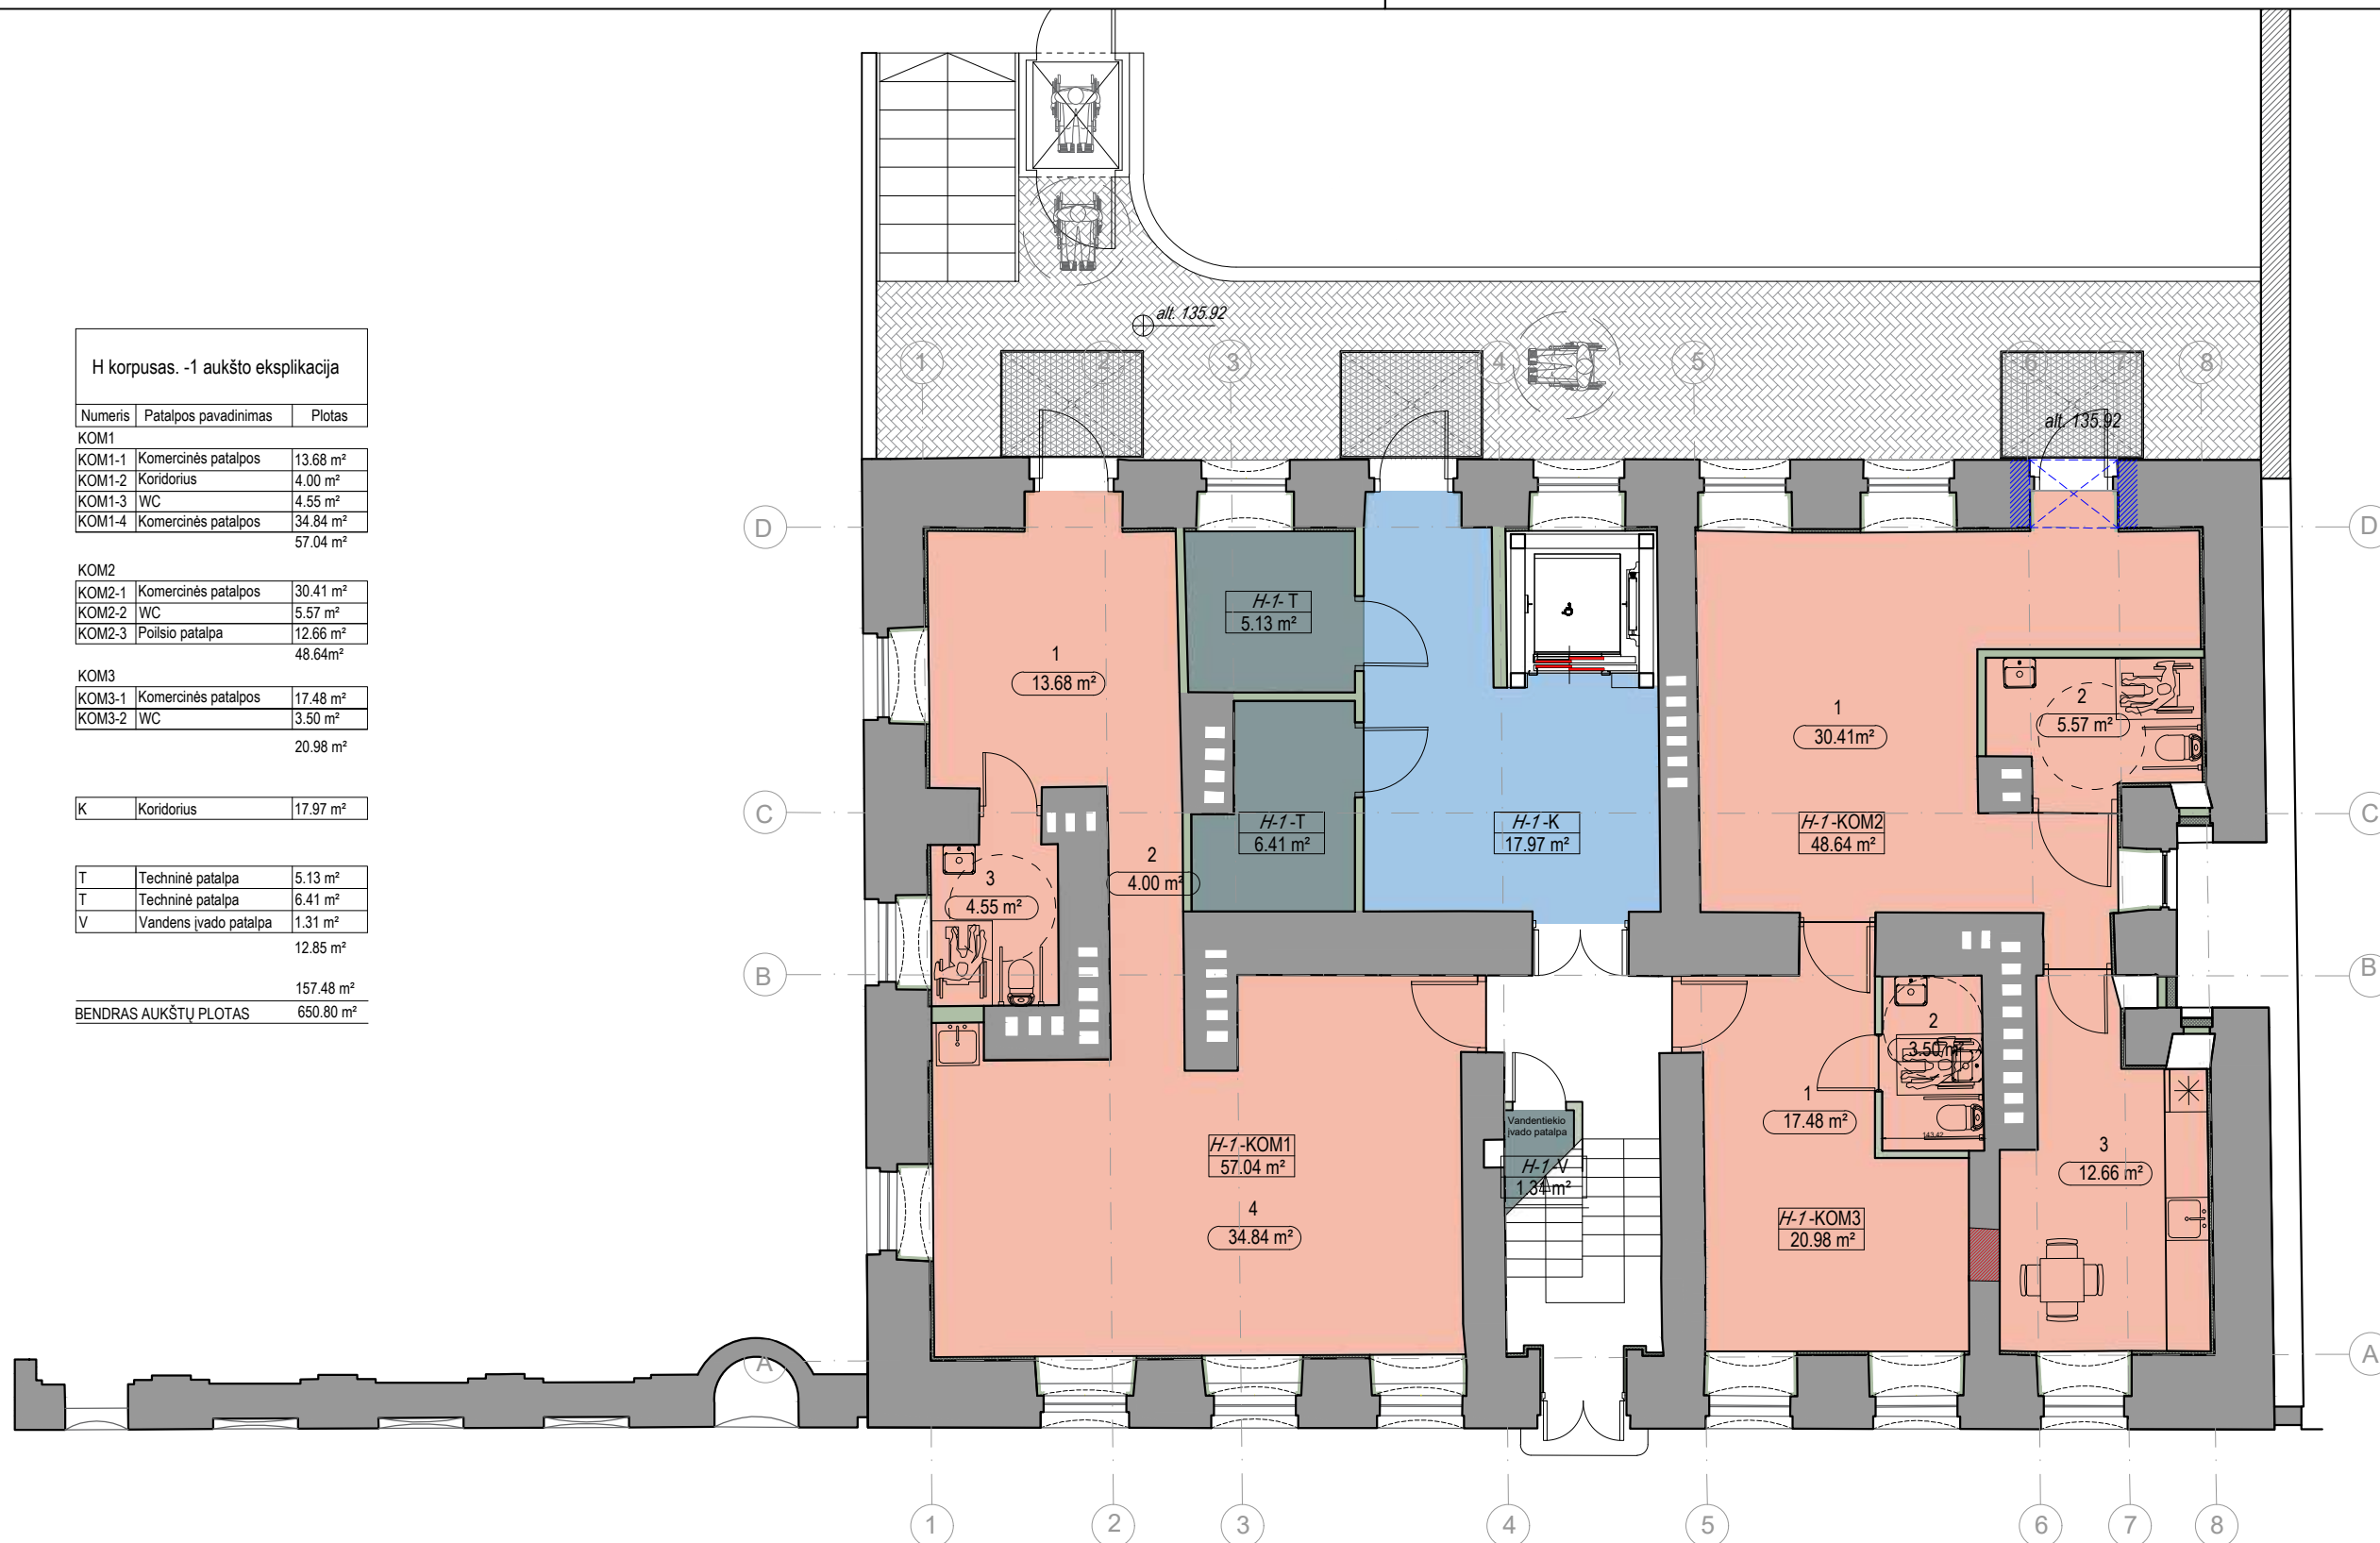 H korpusas. -1 aukšto eksplikacija
Numeris Patalpos pavadinimas Plotas
KOM1
KOM1-1 Komercinės patalpos 13.68 m²
KOM1-2 Koridorius 4.00 m²
KOM1-3 WC 4.55 m²
KOM1-4 Komercinės patalpos 34.84 m²
57.04 m²
KOM2
KOM2-1 Komercinės patalpos 30.41 m²
KOM2-2 WC 5.57 m²
KOM2-3 Poilsio patalpa 12.66 m²
48.64m²
KOM3
KOM3-1 Komercinės patalpos 17.48 m²
KOM3-2 WC 3.50 m²
20.98 m²
K Koridorius 17.97 m²
T Techninė patalpa 5.13 m²
T Techninė patalpa 6.41 m²
V Vandens įvado patalpa 1.31 m²
12.85 m²
157.48 m²
BENDRAS AUKŠTŲ PLOTAS 650.80 m²
alt. 135.92
1 2 3 4 5 6 7 8
alt. 135.92
D D
H-1-T
5.13 m²
1
13.68 m²
1
30.41m²
2
5.57 m²
C C
H-1-T
6.41 m²
H-1-K
17.97 m²
H-1-KOM2
48.64 m²
2
4.00 m²
3
4.55 m²
B B
2
3.50 m²
1
17.48 m²
Vandentiekio
įvado patalpa
H-1-V
1.31 m²
H-1-KOM1
57.04 m²
143.42
3
12.66 m²
4
34.84 m²
H-1-KOM3
20.98 m²
A A
1 2 3 4 5 6 7 8